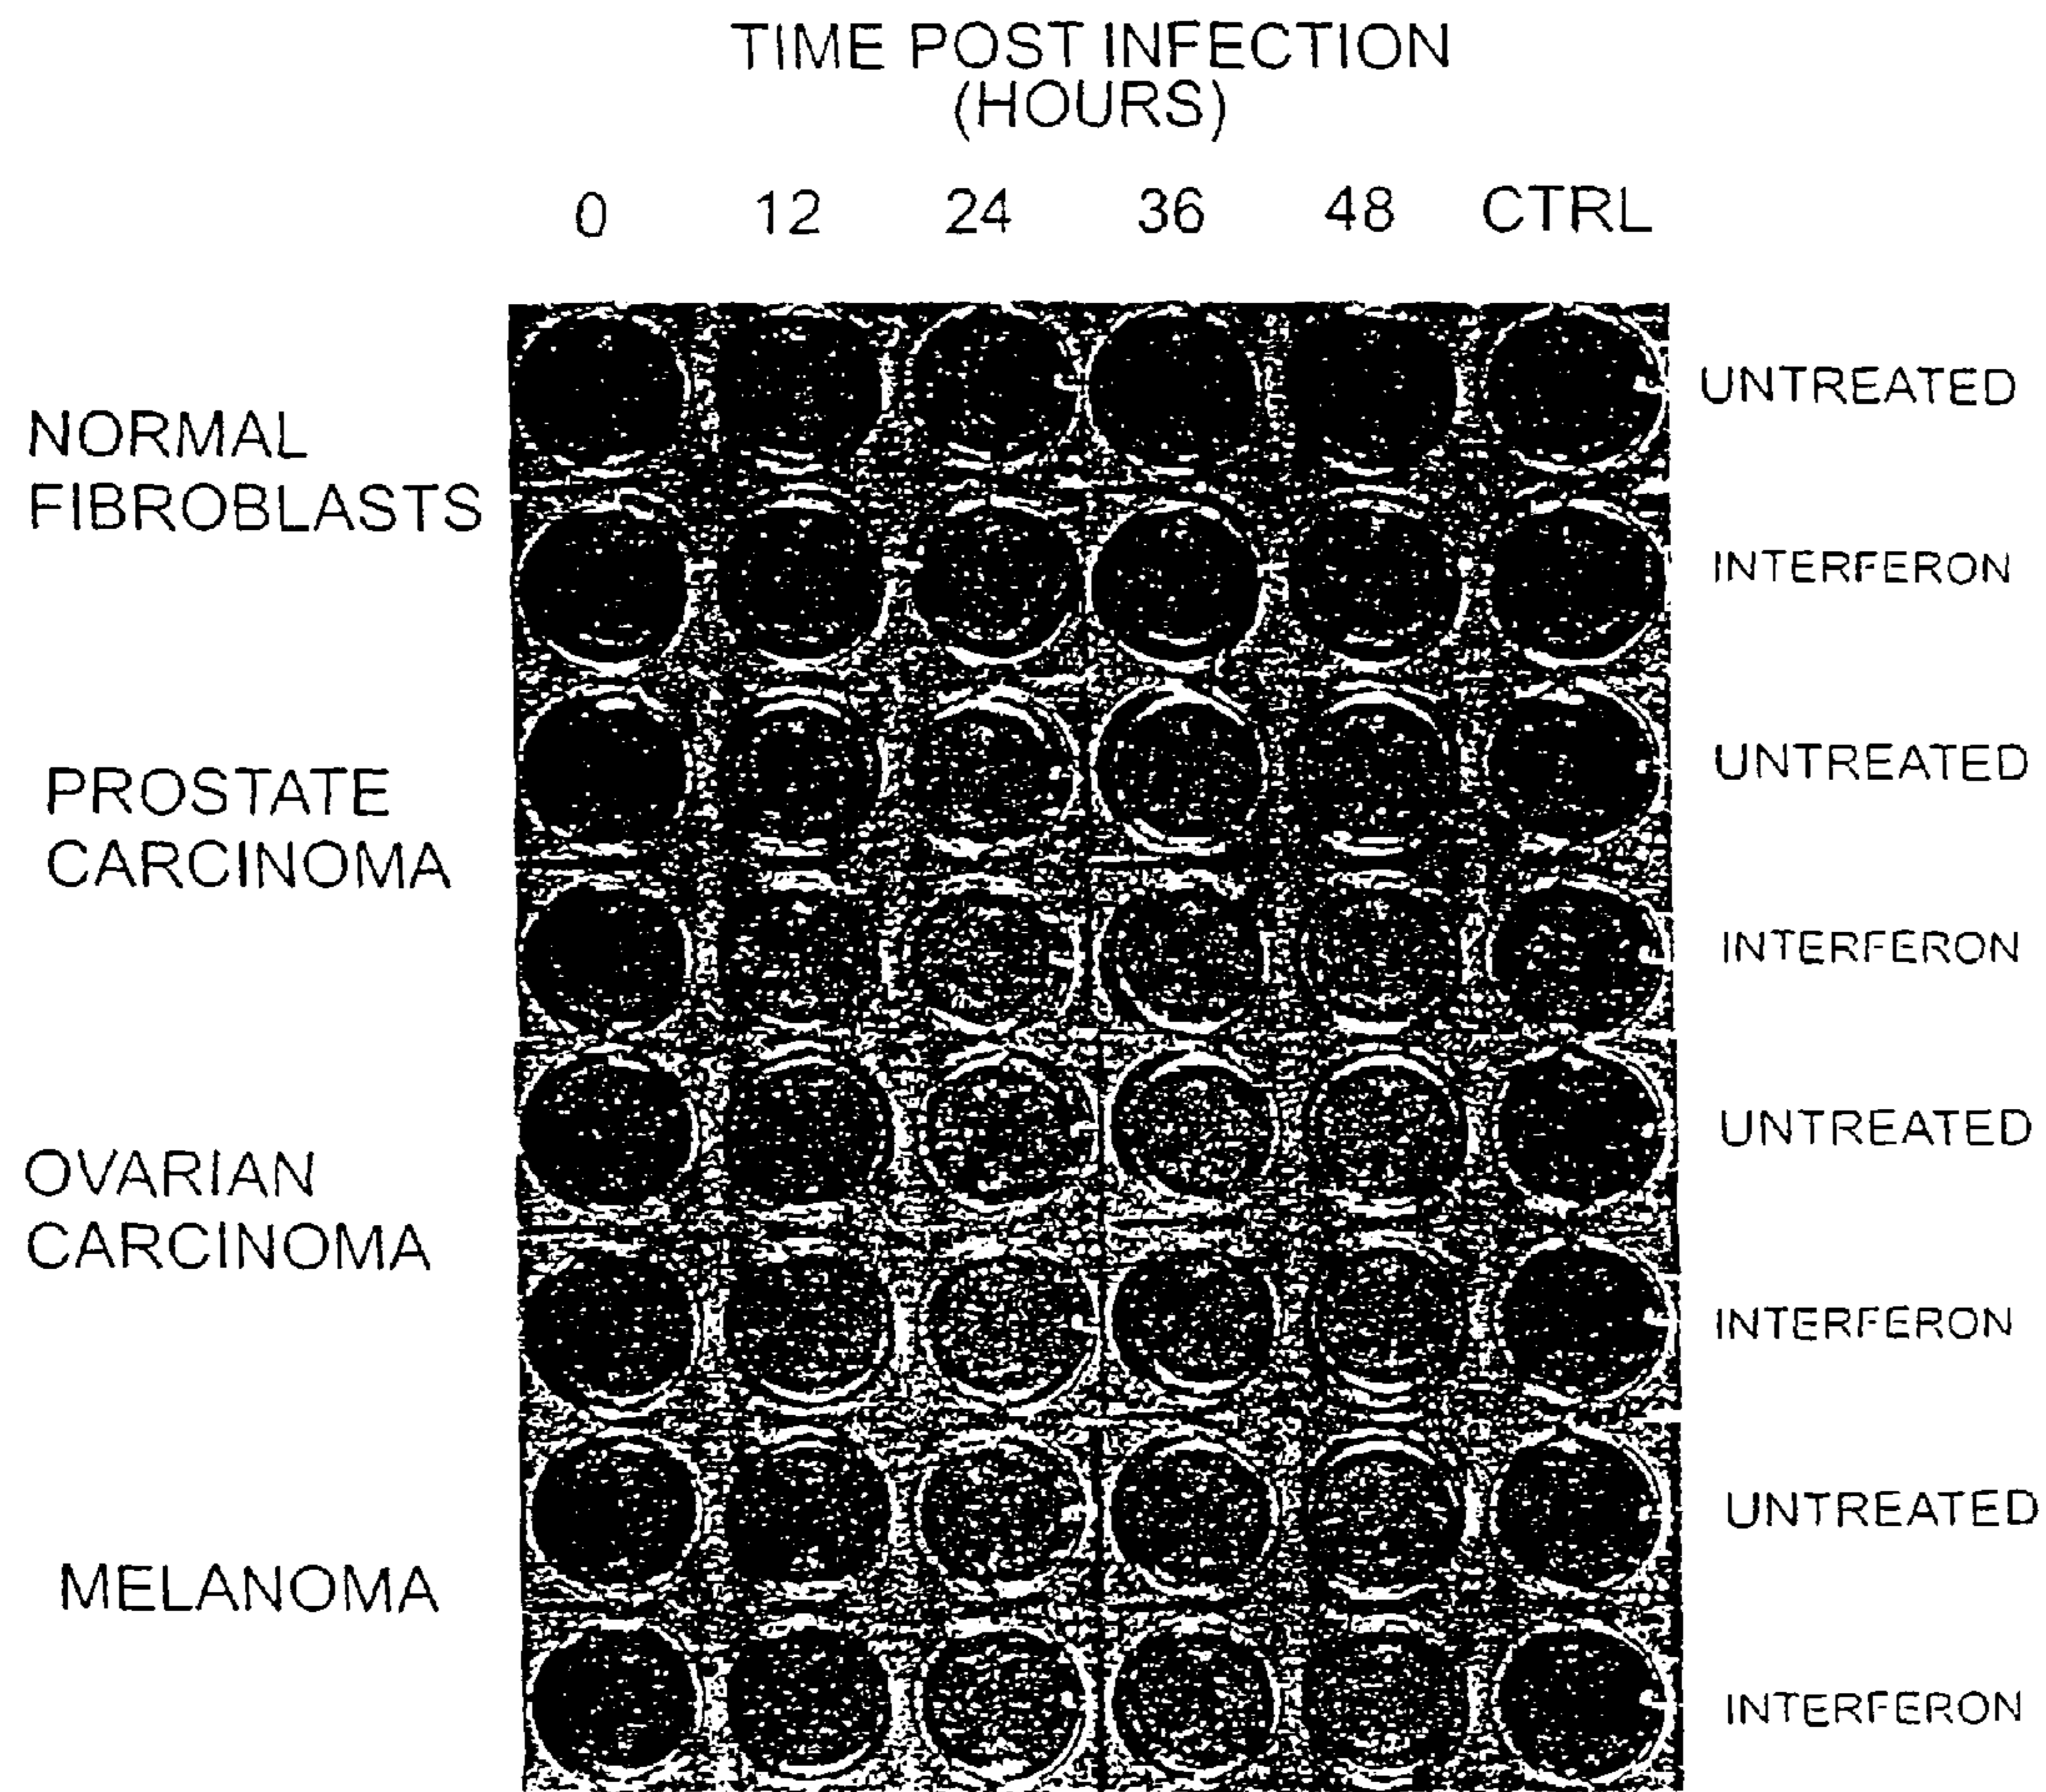 TIME POST INFECTION
(HOURS)
0 12 24 36 48 CTRL
NORMAL
FIBROBLASTS
UNTREATED
INTERFERON
PROSTATE
CARCINOMA
UNTREATED
INTERFERON
OVARIAN
CARCINOMA
UNTREATED
INTERFERON
MELANOMA
UNTREATED
INTERFERON